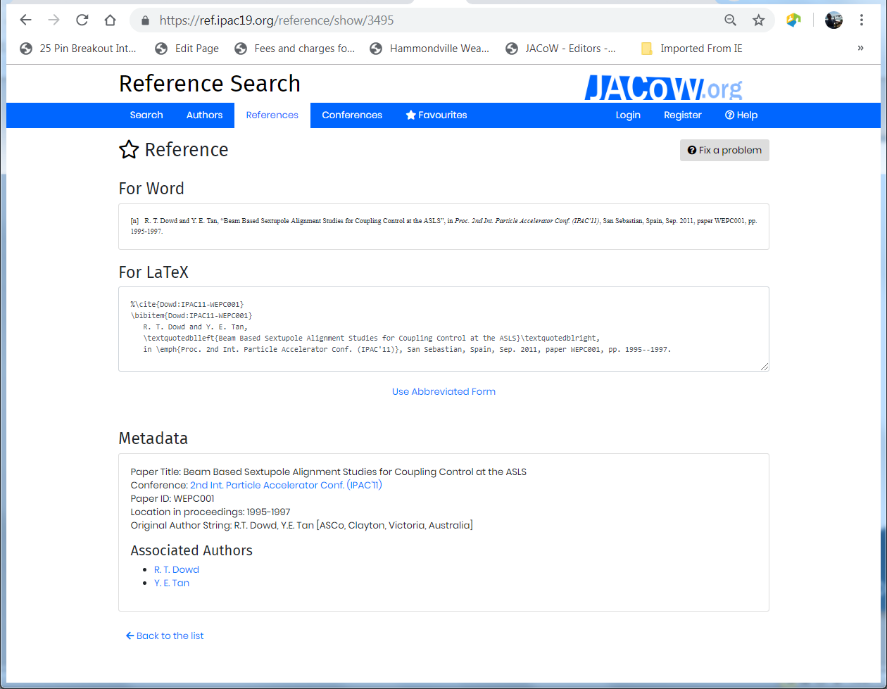 https://ref.ipac19.org/reference/show/3495
25 Pin Breakout Int... Edit Page Fees and charges fo... Hammondville Wea... JACoW - Editors -... Imported From IE »
Reference Search JACoW.org
Search Authors References Conferences Favourites Login Register Help
Reference Fix a problem
For Word
[n] R. T. Dowd and Y. E. Tan, “Beam Based Sextupole Alignment Studies for Coupling Control at the ASLS”, in Proc. 2nd Int. Particle Accelerator Conf. (IPAC'11), San Sebastian, Spain, Sep. 2011, paper WEPC001, pp.
1995-1997.
For LaTeX
%\cite{Dowd:IPAC11-WEPC001}
\bibitem{Dowd:IPAC11-WEPC001}
R. T. Dowd and Y. E. Tan,
\textquotedblleft{Beam Based Sextupole Alignment Studies for Coupling Control at the ASLS}\textquotedblright,
in \emph{Proc. 2nd Int. Particle Accelerator Conf. (IPAC'11)}, San Sebastian, Spain, Sep. 2011, paper WEPC001, pp. 1995--1997.
Use Abbreviated Form
Metadata
Paper Title: Beam Based Sextupole Alignment Studies for Coupling Control at the ASLS
Conference: 2nd Int. Particle Accelerator Conf. (IPAC'11)
Paper ID: WEPC001
Location in proceedings: 1995-1997
Original Author String: R.T. Dowd, Y.E. Tan [ASCo, Clayton, Victoria, Australia]
Associated Authors
R. T. Dowd
Y. E. Tan
Back to the list